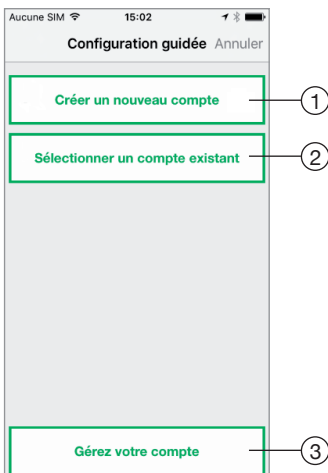 Aucune SIM 15:02
Configuration guidée Annuler
Créer un nouveau compte 1
Sélectionner un compte existant 2
Gérez votre compte 3